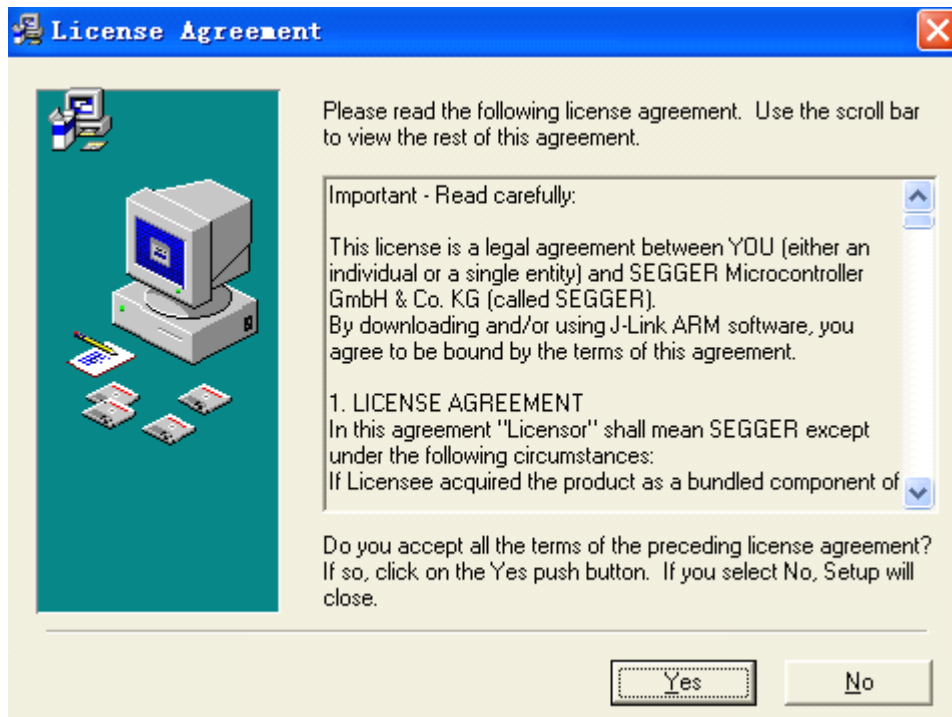 License Agreement
Please read the following license agreement.  Use the scroll bar
to view the rest of this agreement.
Important - Read carefully:
This license is a legal agreement between YOU (either an
individual or a single entity) and SEGGER Microcontroller
GmbH & Co. KG (called SEGGER).
By downloading and/or using J-Link ARM software, you
agree to be bound by the terms of this agreement.
1. LICENSE AGREEMENT
In this agreement "Licensor" shall mean SEGGER except
under the following circumstances:
If Licensee acquired the product as a bundled component of
Do you accept all the terms of the preceding license agreement?
If so, click on the Yes push button.  If you select No, Setup will
close.
Yes
No